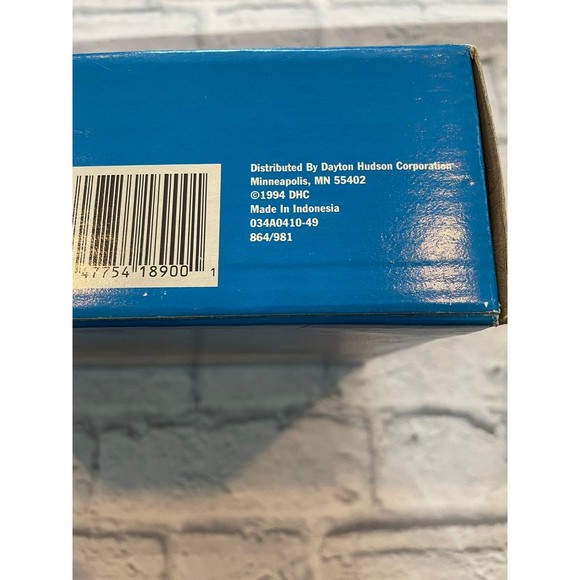 Distributed By Dayton Hudson Corporation
Minneapolis, MN 55402
©1994 DHC
Made In Indonesia
034A0410-49
864/981
47754 18900 1